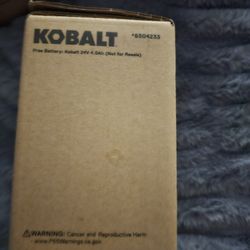 KOBALT *5504233
Free Battery: Kobalt 24V 4.0Ah (Not for Resale)
⚠WARNING: Cancer and Reproductive Harm
- www.P65Warnings.ca.gov